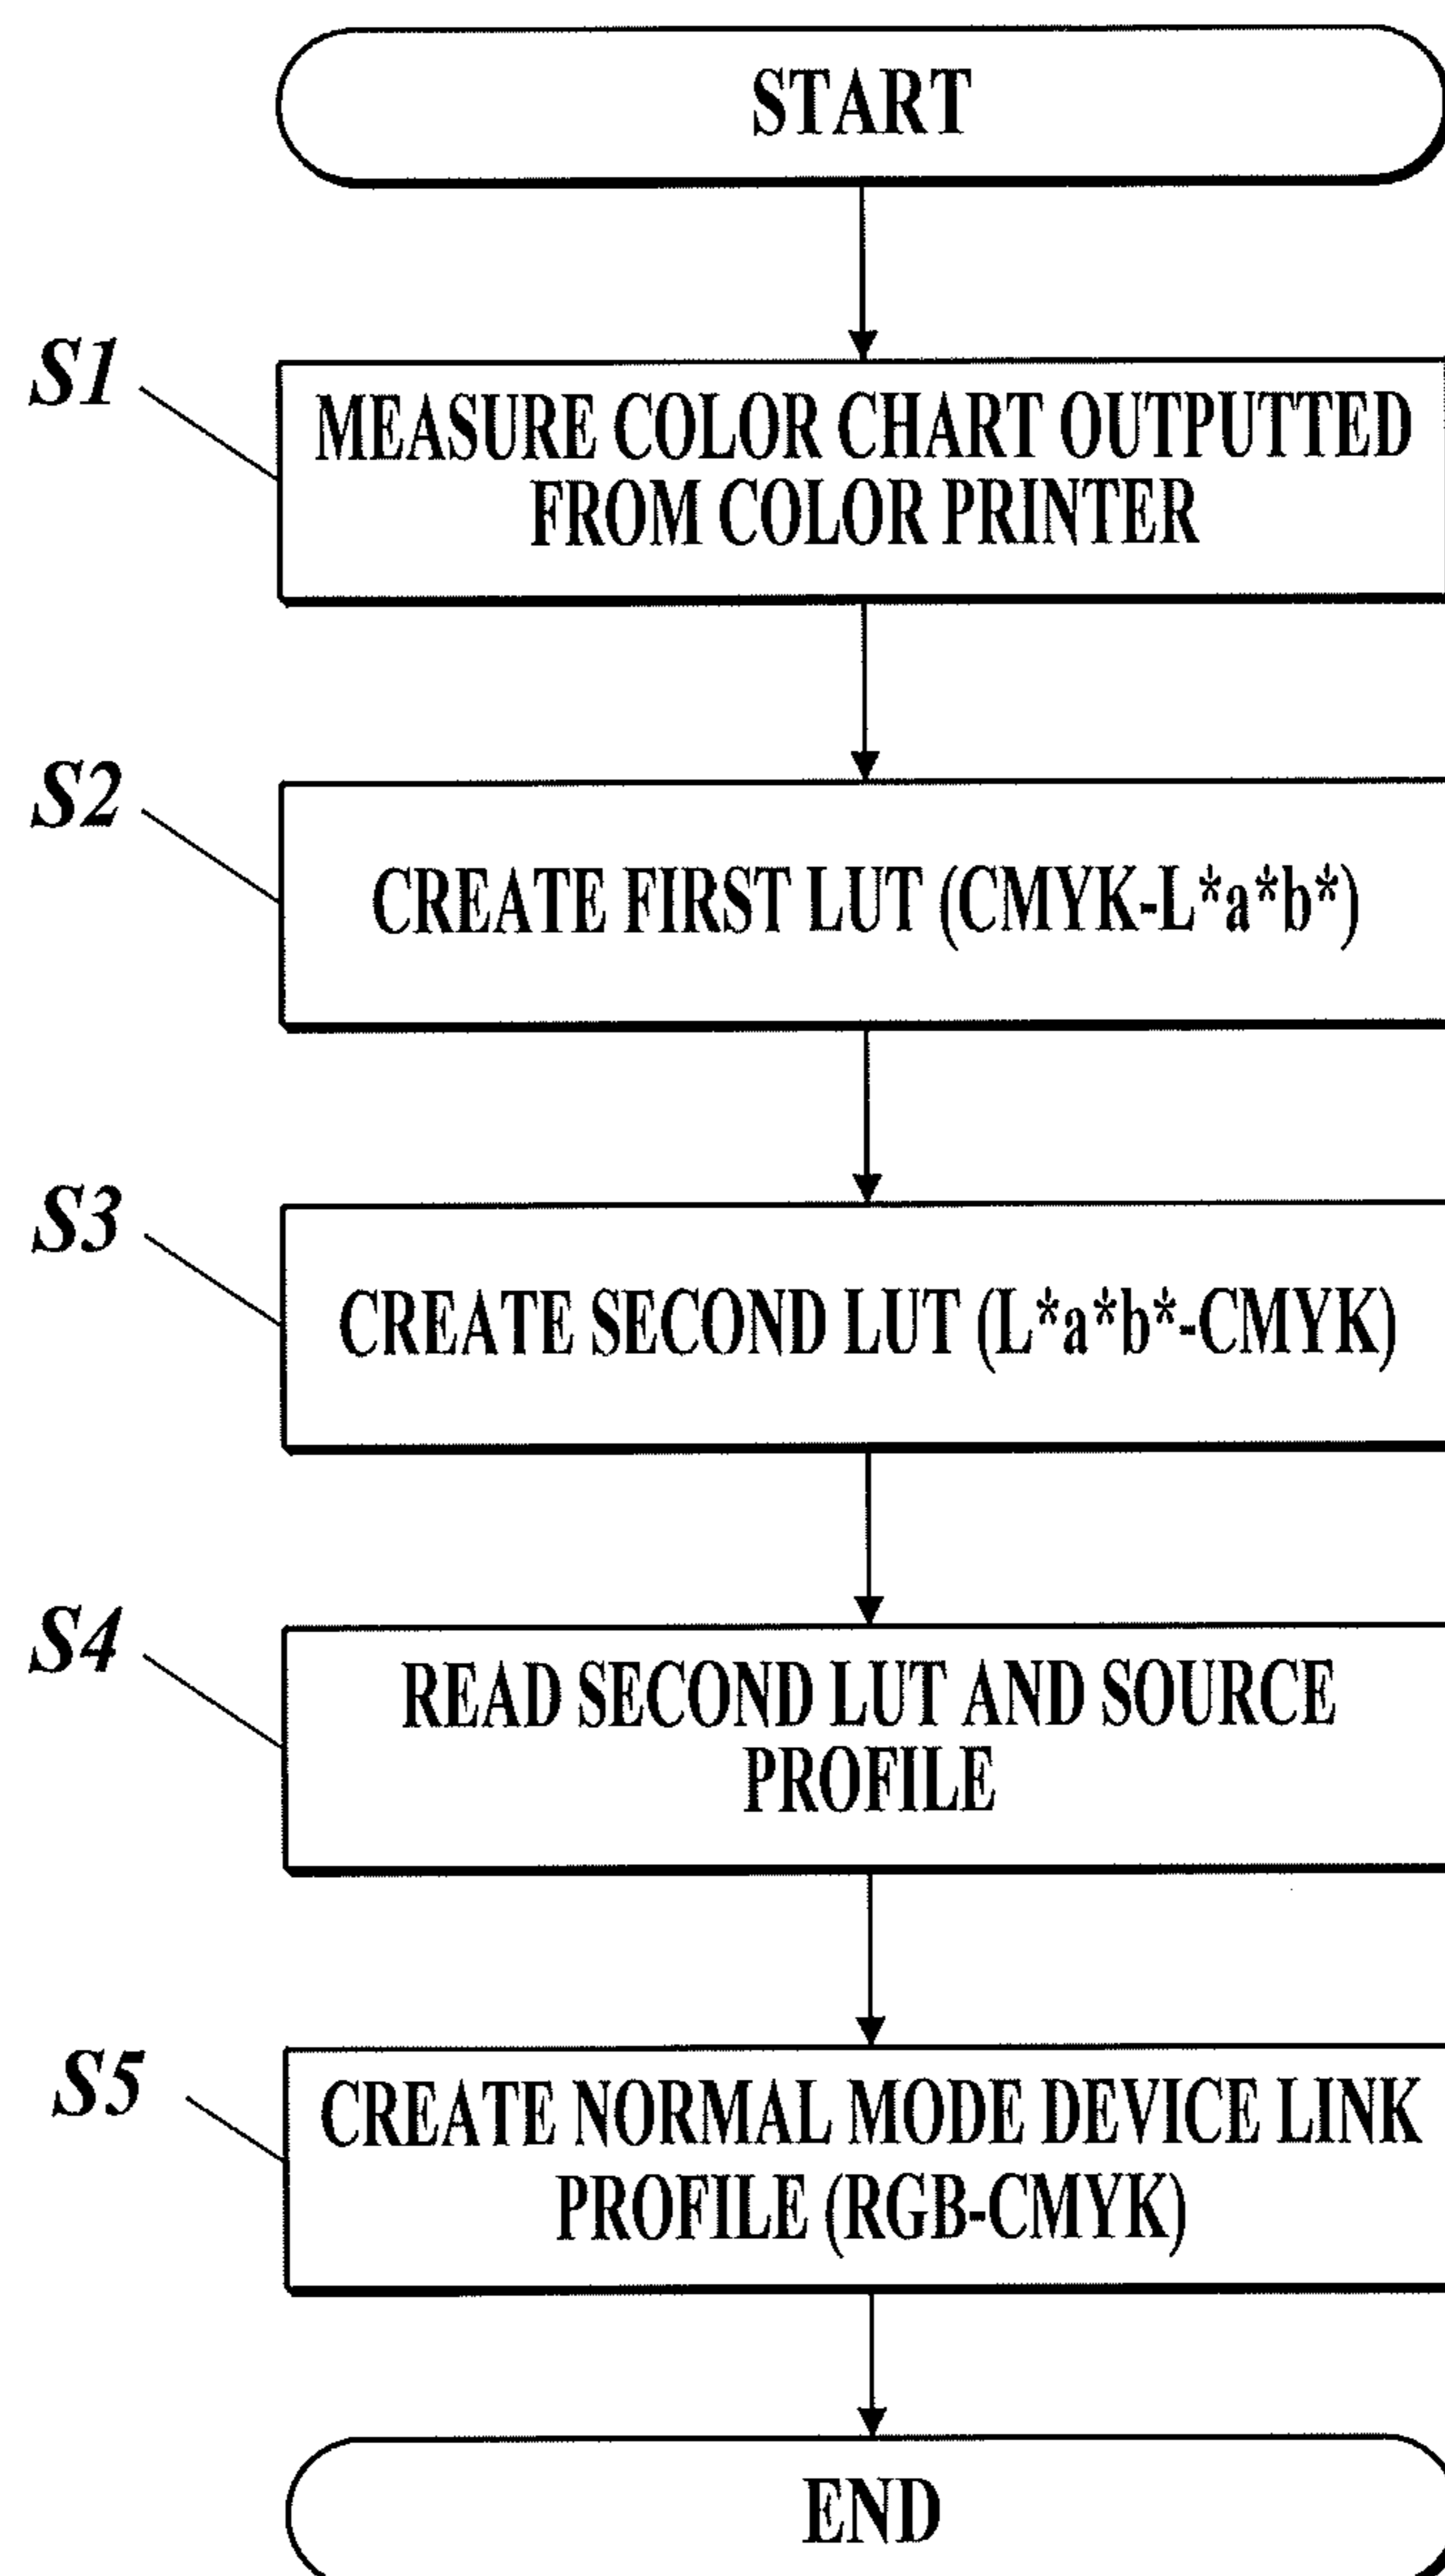 START
S1
MEASURE COLOR CHART OUTPUTTED
FROM COLOR PRINTER
S2
CREATE FIRST LUT (CMYK-L*a*b*)
S3
CREATE SECOND LUT (L*a*b*-CMYK)
S4
READ SECOND LUT AND SOURCE
PROFILE
S5
CREATE NORMAL MODE DEVICE LINK
PROFILE (RGB-CMYK)
END